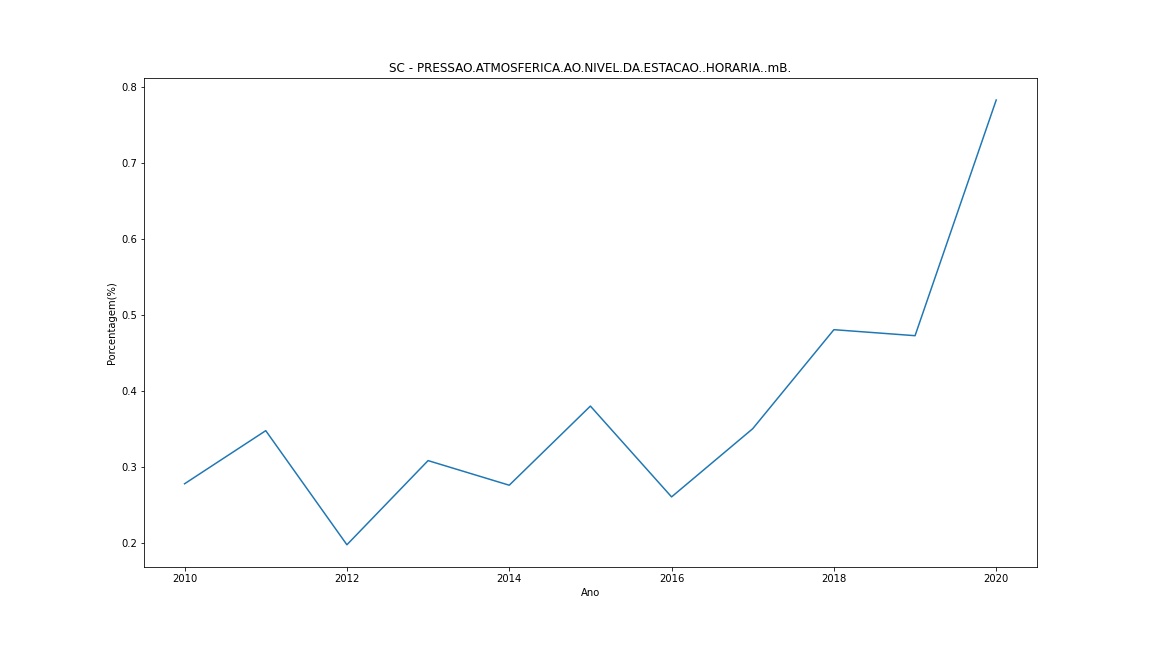 SC - PRESSAO.ATMOSFERICA.AO.NIVEL.DA.ESTACAO..HORARIA..mB.
0.8
0.7
0.6
0.5
0.4
0.3
0.2
Porcentagem(%)
2010 2012 2014 2016 2018 2020
Ano